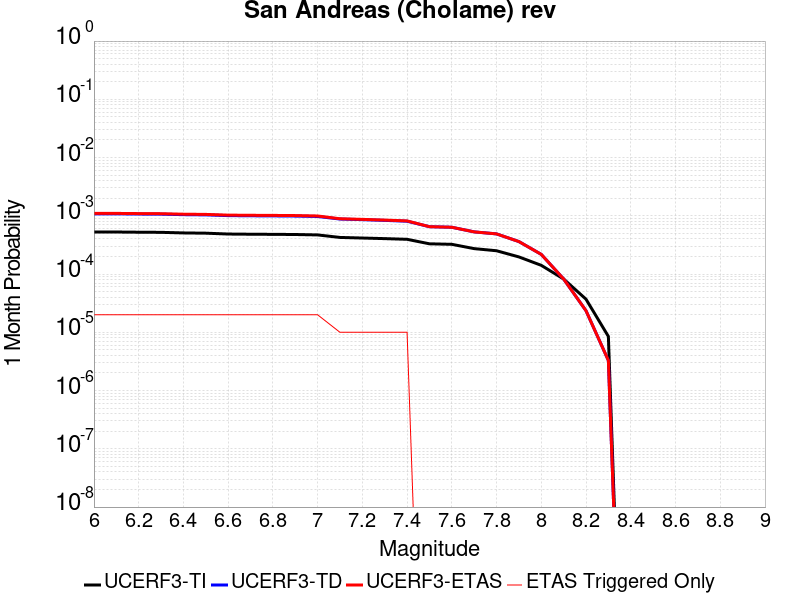 San Andreas (Cholame) rev
1 Month Probability
10^0
10^-1
10^-2
10^-3
10^-4
10^-5
10^-6
10^-7
10^-8
6 6.2 6.4 6.6 6.8 7 7.2 7.4 7.6 7.8 8 8.2 8.4 8.6 8.8 9
Magnitude
UCERF3-TI UCERF3-TD UCERF3-ETAS ETAS Triggered Only